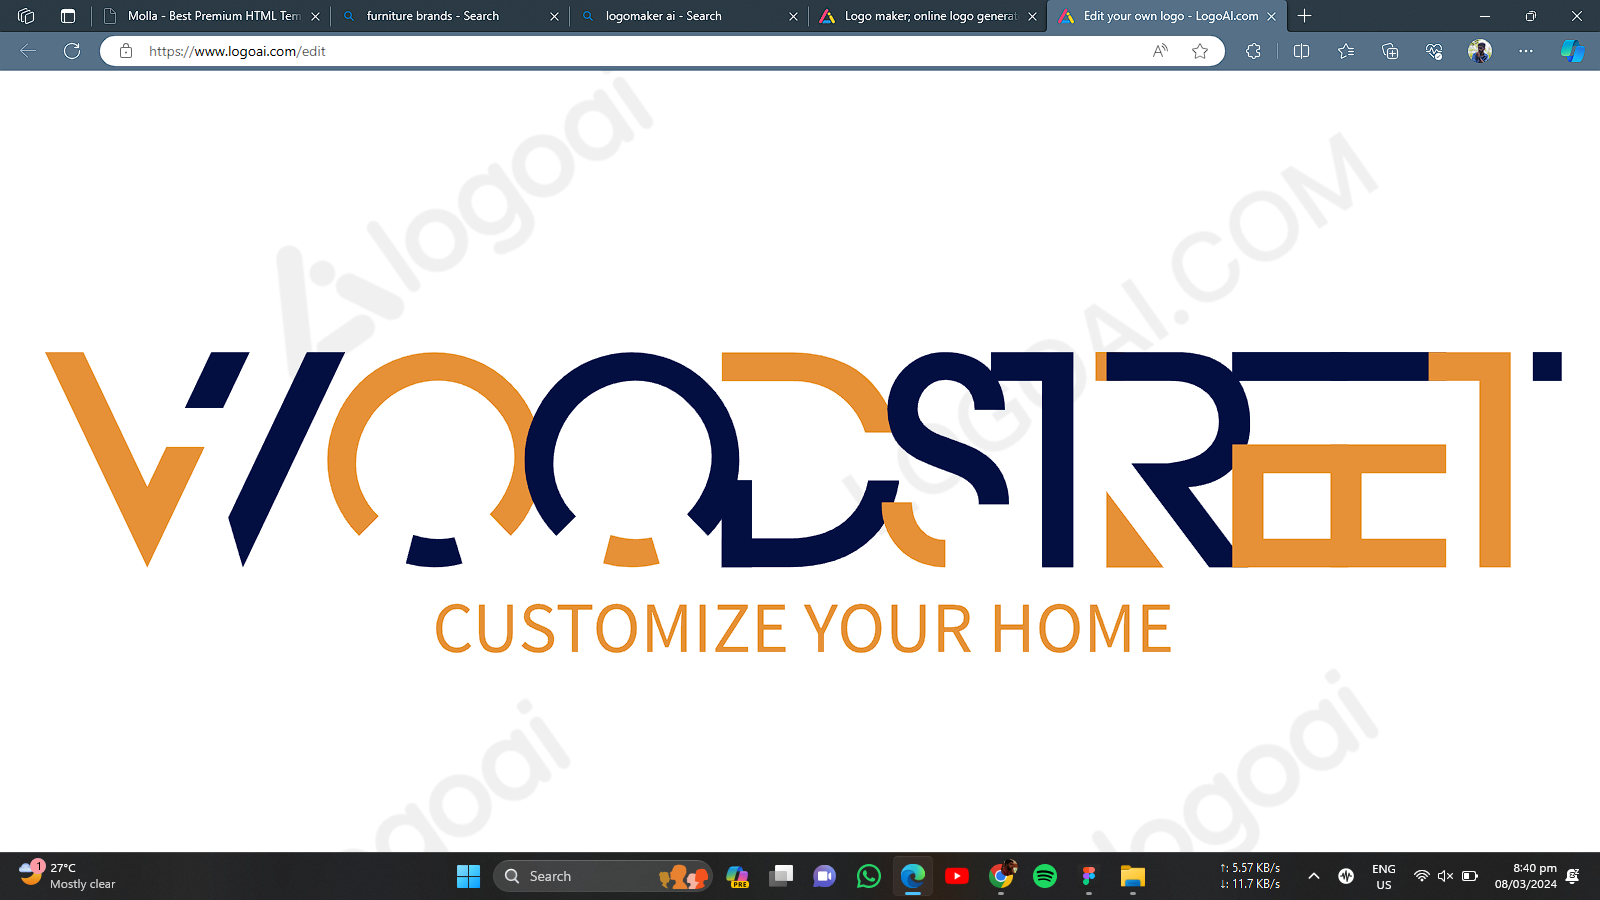 Molla - Best Premium HTML Tem
furniture brands - Search
logomaker ai - Search
Logo maker; online logo generat
Edit your own logo - LogoAI.com
https://www.logoai.com/edit
logoai
LOGOAI.COM
WOODSTREET
CUSTOMIZE YOUR HOME
logoai
logoai
1
27°C
Mostly clear
Search
PRE
↑: 5.57 KB/s
↓: 11.7 KB/s
ENG
US
8:40 pm
08/03/2024